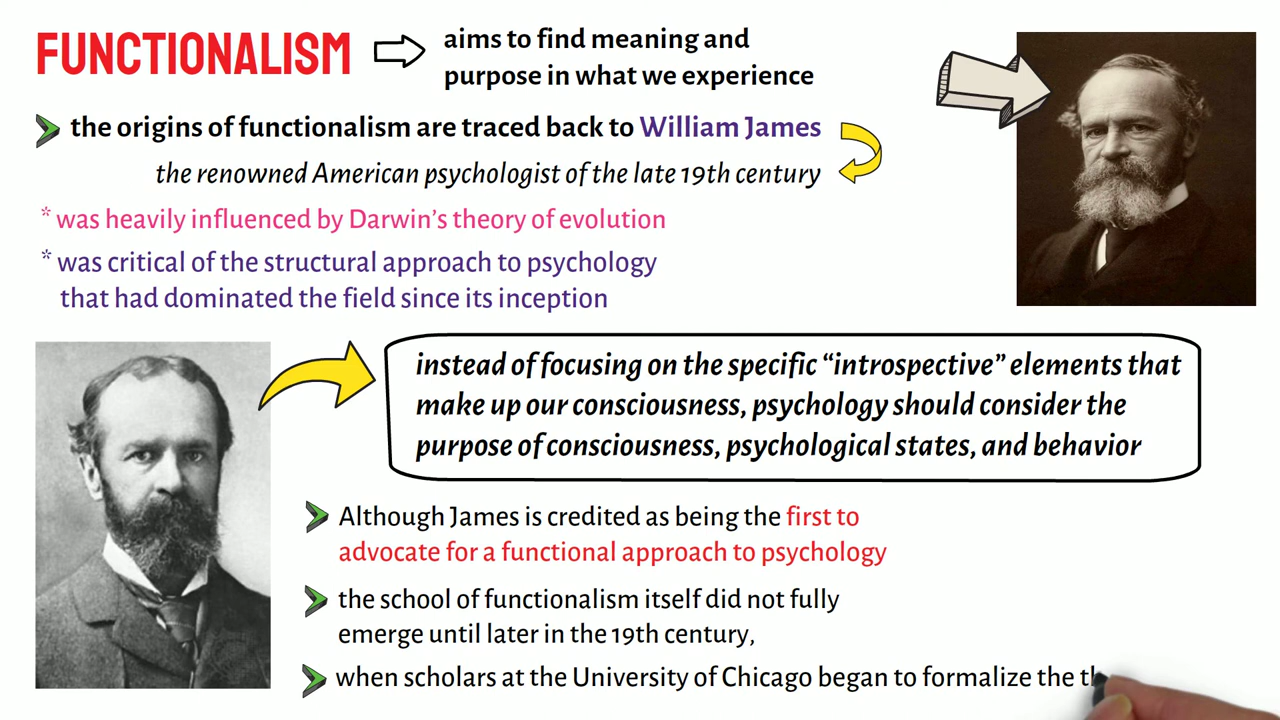 FUNCTIONALISM
aims to find meaning and
purpose in what we experience
the origins of functionalism are traced back to William James
the renowned American psychologist of the late 19th century
* was heavily influenced by Darwin's theory of evolution
* was critical of the structural approach to psychology
that had dominated the field since its inception
instead of focusing on the specific “introspective” elements that
make up our consciousness, psychology should consider the
purpose of consciousness, psychological states, and behavior
Although James is credited as being the first to
advocate for a functional approach to psychology
the school of functionalism itself did not fully
emerge until later in the 19th century,
when scholars at the University of Chicago began to formalize the